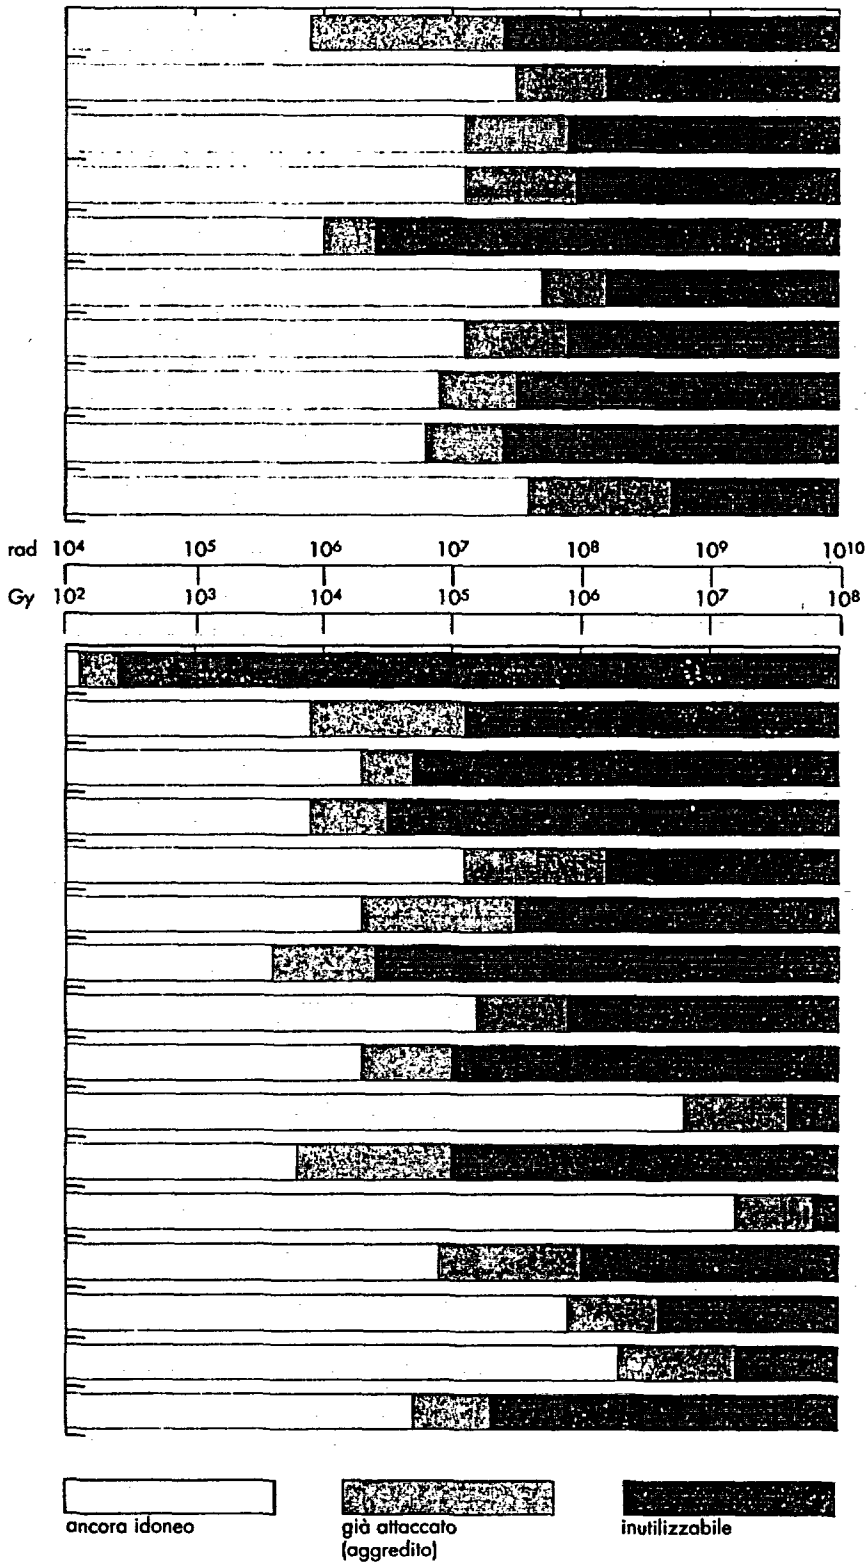 rad 10⁴ 10⁵ 10⁶ 10⁷ 10⁸ 10⁹ 10¹⁰
Gy 10² 10³ 10⁴ 10⁵ 10⁶ 10⁷ 10⁸
ancora idoneo già attaccato inutilizzabile
(aggredito)